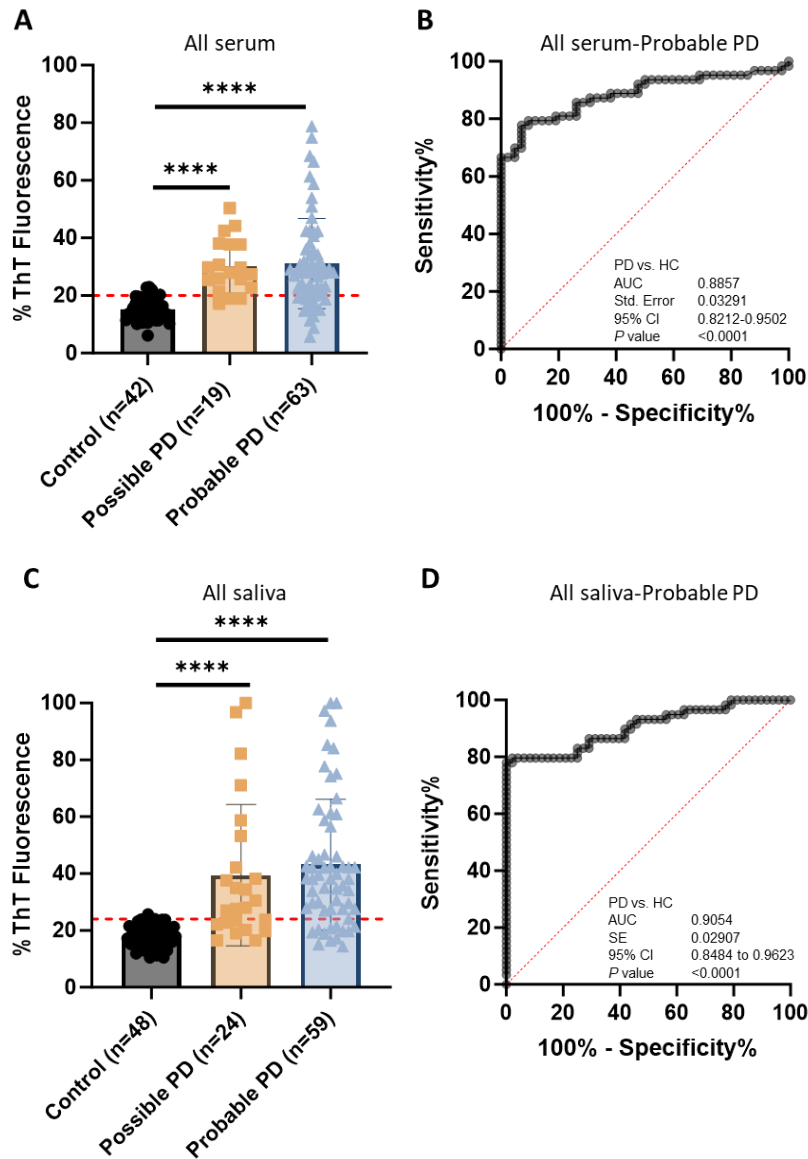 A
All serum
****
****
% ThT Fluorescence
100
80
60
40
20
0
Control (n=42)
Possible PD (n=19)
Probable PD (n=63)
B
All serum-Probable PD
Sensitivity%
100
80
60
40
20
0
PD vs. HC
AUC 0.8857
Std. Error 0.03291
95% CI 0.8212-0.9502
P value <0.0001
0 20 40 60 80 100
100% - Specificity%
C
All saliva
****
****
% ThT Fluorescence
100
80
60
40
20
0
Control (n=48)
Possible PD (n=24)
Probable PD (n=59)
D
All saliva-Probable PD
Sensitivity%
100
80
60
40
20
0
PD vs. HC
AUC 0.9054
SE 0.02907
95% CI 0.8484 to 0.9623
P value <0.0001
0 20 40 60 80 100
100% - Specificity%